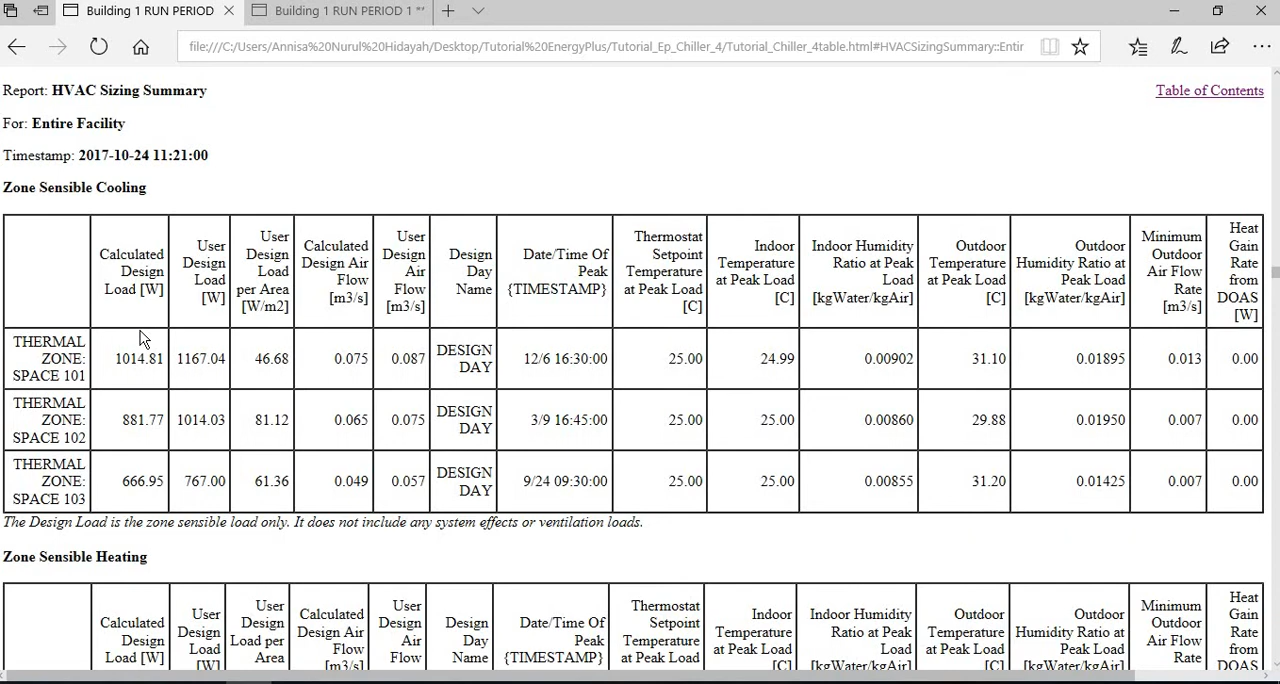 Building 1 RUN PERIOD
Building 1 RUN PERIOD 1 **
file:///C:/Users/Annisa%20Nurul%20Hidayah/Desktop/Tutorial%20EnergyPlus/Tutorial_Ep_Chiller_4/Tutorial_Chiller_4table.html#HVACSizingSummary::Entir
Report: HVAC Sizing Summary
Table of Contents
For: Entire Facility
Timestamp: 2017-10-24 11:21:00
Zone Sensible Cooling
Calculated
Design
Load [W]
User
Design
Load
[W]
User
Design
Load
per Area
[W/m2]
Calculated
Design Air
Flow
[m3/s]
User
Design
Air
Flow
[m3/s]
Design
Day
Name
Date/Time Of
Peak
{TIMESTAMP}
Thermostat
Setpoint
Temperature
at Peak Load
[C]
Indoor
Temperature
at Peak Load
[C]
Indoor Humidity
Ratio at Peak
Load
[kgWater/kgAir]
Outdoor
Temperature
at Peak Load
[C]
Outdoor
Humidity Ratio at
Peak Load
[kgWater/kgAir]
Minimum
Outdoor
Air Flow
Rate
[m3/s]
Heat
Gain
Rate
from
DOAS
[W]
THERMAL
ZONE:
SPACE 101
1014.81
1167.04
46.68
0.075
0.087
DESIGN
DAY
12/6 16:30:00
25.00
24.99
0.00902
31.10
0.01895
0.013
0.00
THERMAL
ZONE:
SPACE 102
881.77
1014.03
81.12
0.065
0.075
DESIGN
DAY
3/9 16:45:00
25.00
25.00
0.00860
29.88
0.01950
0.007
0.00
THERMAL
ZONE:
SPACE 103
666.95
767.00
61.36
0.049
0.057
DESIGN
DAY
9/24 09:30:00
25.00
25.00
0.00855
31.20
0.01425
0.007
0.00
The Design Load is the zone sensible load only. It does not include any system effects or ventilation loads.
Zone Sensible Heating
Calculated
Design
Load [W]
User
Design
Load
[W]
User
Design
Load per
Area
Calculated
Design Air
Flow
[m3/s]
User
Design
Air
Flow
Design
Day
Name
Date/Time Of
Peak
{TIMESTAMP}
Thermostat
Setpoint
Temperature
at Peak Load
Indoor
Temperature
at Peak Load
[C]
Indoor Humidity
Ratio at Peak
Load
[kgWater/kgAir]
Outdoor
Temperature
at Peak Load
[C]
Outdoor
Humidity Ratio at
Peak Load
[kgWater/kgAir]
Minimum
Outdoor
Air Flow
Rate
Heat
Gain
Rate
from
DOAS